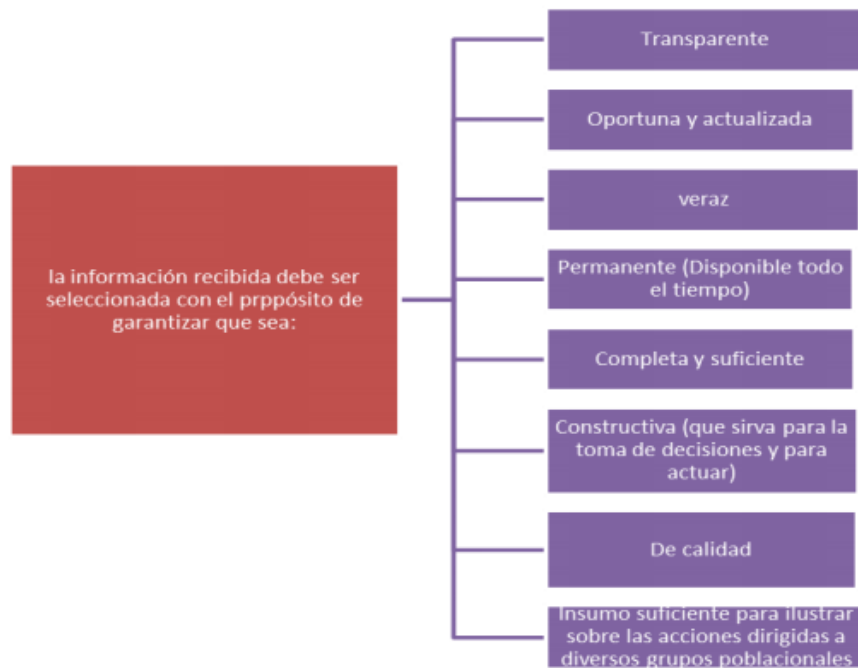 la información recibida debe ser
seleccionada con el prppósito de
garantizar que sea:
Transparente
Oportuna y actualizada
veraz
Permanente (Disponible todo
el tiempo)
Completa y suficiente
Constructiva (que sirva para la
toma de decisiones y para
actuar)
De calidad
Insumo suficiente para ilustrar
sobre las acciones dirigidas a
diversos grupos poblacionales